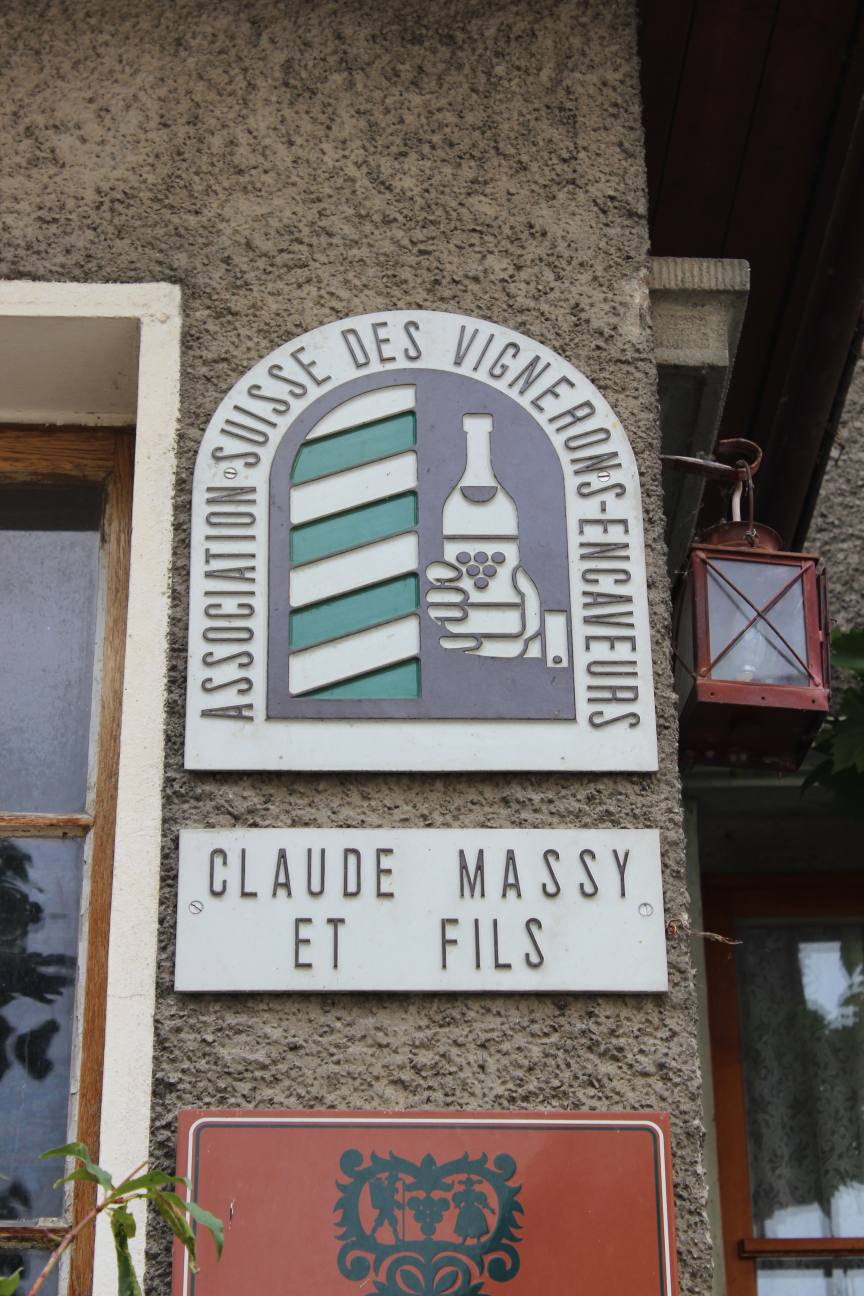 ASSOCIATION SUISSE DES VIGNERONS-ENCAVEURS
CLAUDE MASSY
ET FILS